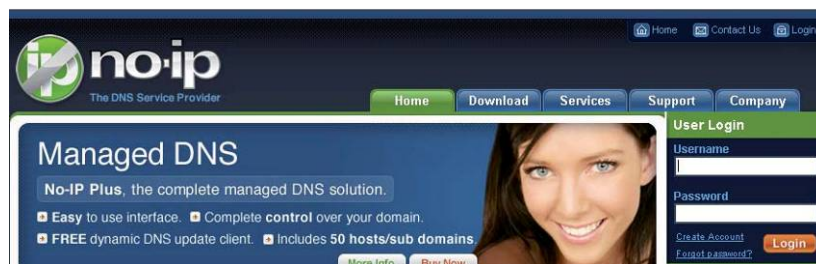 Home Contact Us Login
no·ip
The DNS Service Provider
Home Download Services Support Company
User Login
Managed DNS
Username
No-IP Plus, the complete managed DNS solution.
Password
Easy to use interface. Complete control over your domain.
FREE dynamic DNS update client. Includes 50 hosts/sub domains.
Create Account
Login
Forgot password?
More Info Buy Now